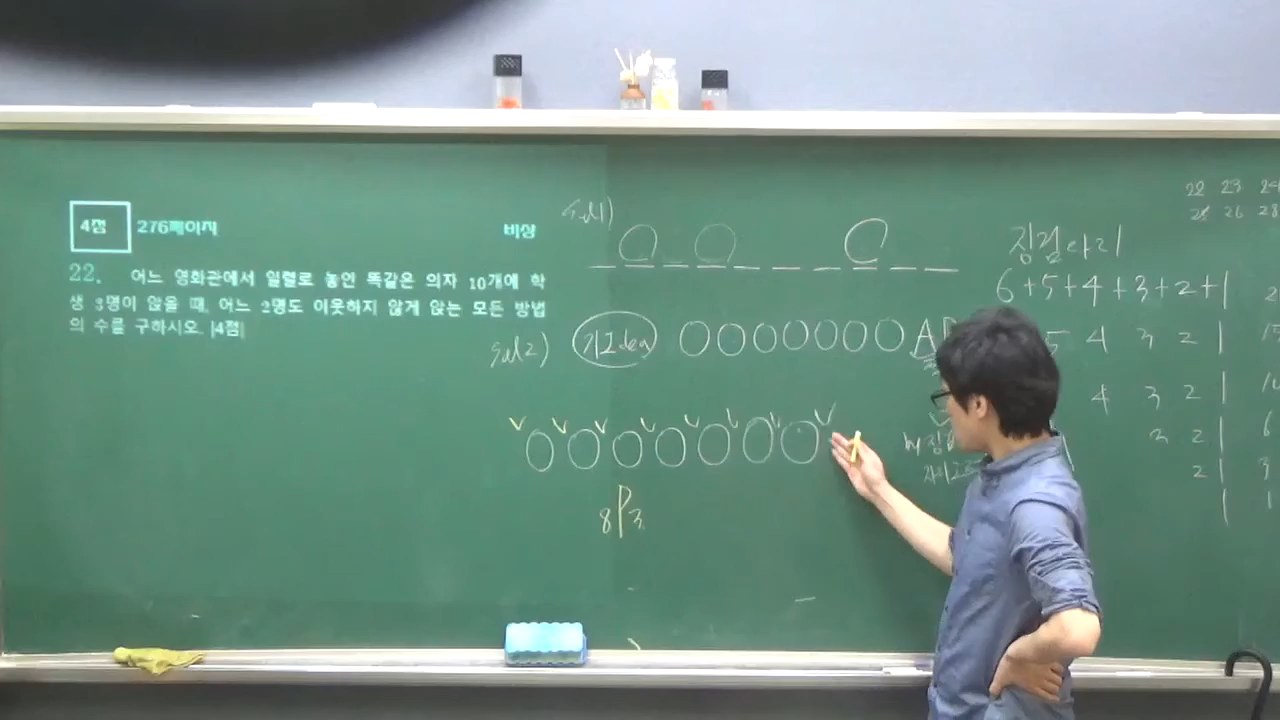 4점 276페이지 비상
22. 어느 영화관에서 일렬로 놓인 똑같은 의자 10개에 학
생 3명이 앉을 때, 어느 2명도 이웃하지 않게 앉는 모든 방법
의 수를 구하시오. [4점]
Sol1)
Sol2)
8P3
징검다리
6+5+4+3+2+1
5 4 3 2 1
4 3 2 1
3 2 1
2 1
1
22 23
25 26 28